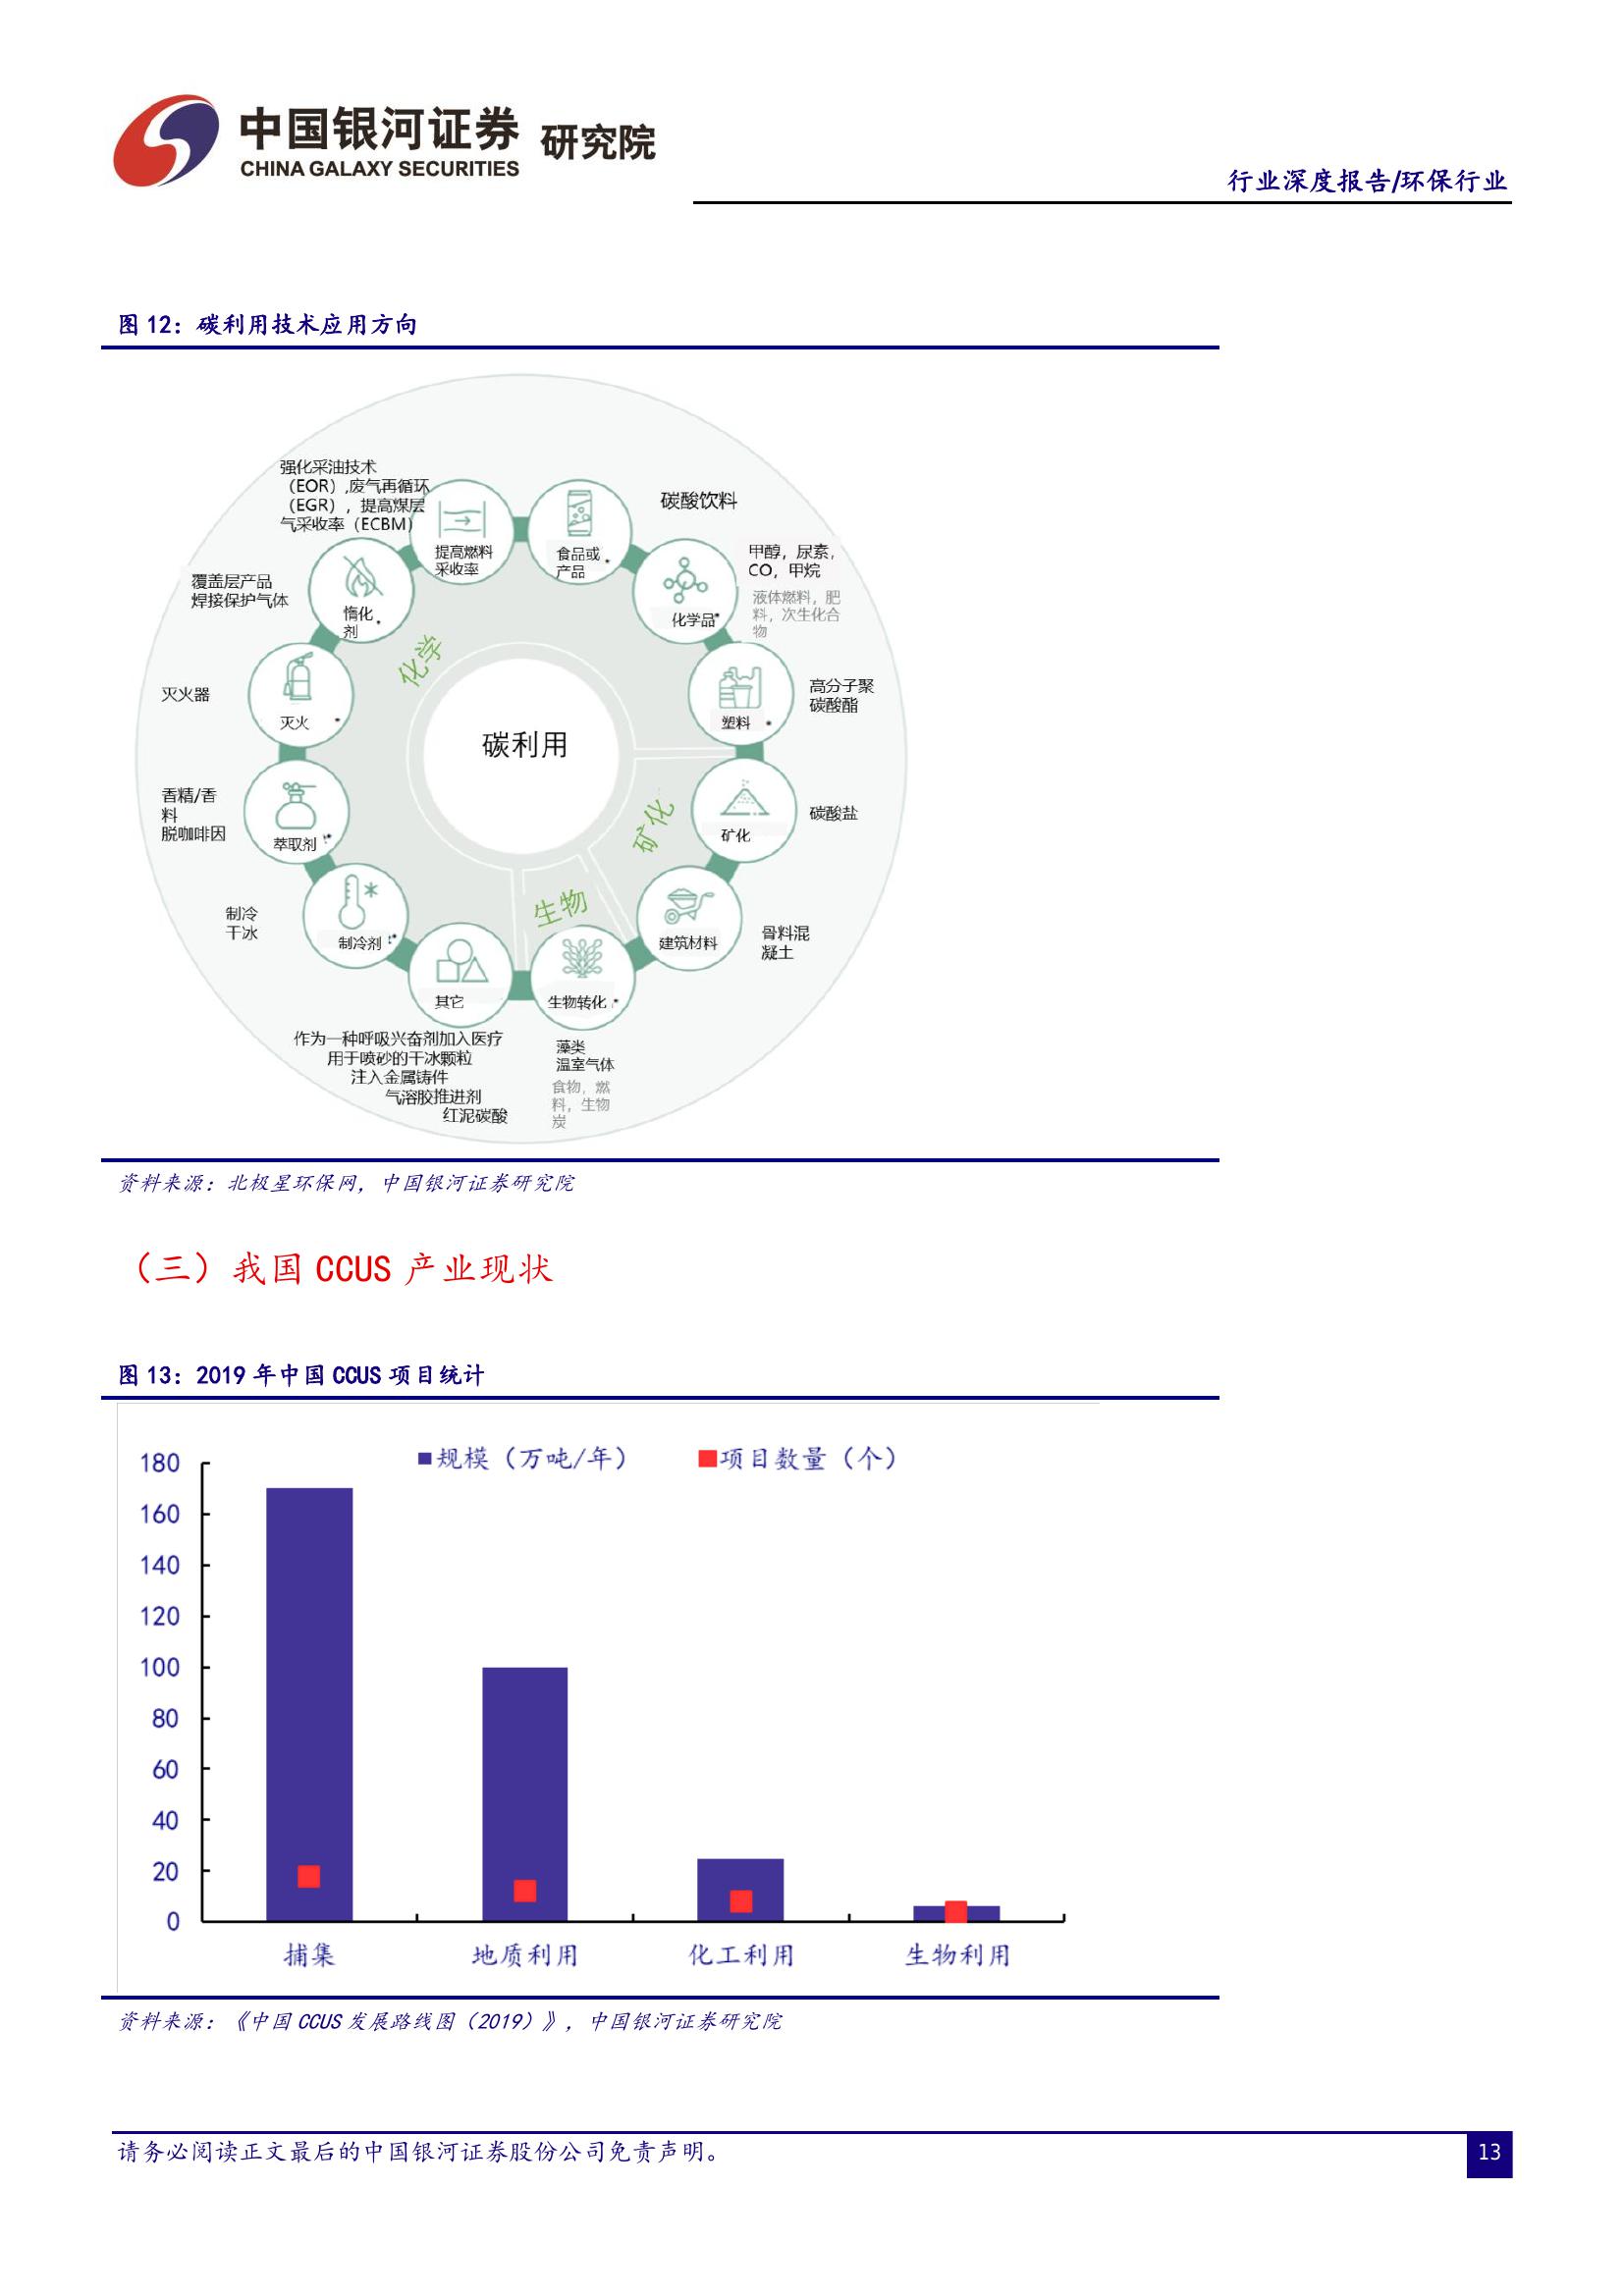 中国银河证券 研究院
CHINA GALAXY SECURITIES
行业深度报告/环保行业
图 12：碳利用技术应用方向
强化采油技术
（EOR）,废气再循环
（EGR），提高煤层
气采收率（ECBM）
提高燃料
采收率
食品或
产品
碳酸饮料
甲醇，尿素，
CO，甲烷
液体燃料，肥
料，次生化合
物
化学品*
覆盖层产品
焊接保护气体
惰化
剂
化学
灭火器
灭火
塑料
高分子聚
碳酸酯
碳利用
香精/香
料
脱咖啡因
萃取剂
矿化
矿化
碳酸盐
制冷
干冰
制冷剂
生物
建筑材料
骨料混
凝土
其它
生物转化
作为一种呼吸兴奋剂加入医疗
用于喷砂的干冰颗粒
注入金属铸件
气溶胶推进剂
红泥碳酸
藻类
温室气体
食物，燃
料，生物
炭
资料来源：北极星环保网，中国银河证券研究院
（三）我国 CCUS 产业现状
图 13：2019 年中国 CCUS 项目统计
规模（万吨/年） 项目数量（个）
180
160
140
120
100
80
60
40
20
0
捕集 地质利用 化工利用 生物利用
资料来源：《中国 CCUS 发展路线图（2019）》，中国银河证券研究院
请务必阅读正文最后的中国银河证券股份公司免责声明。
13